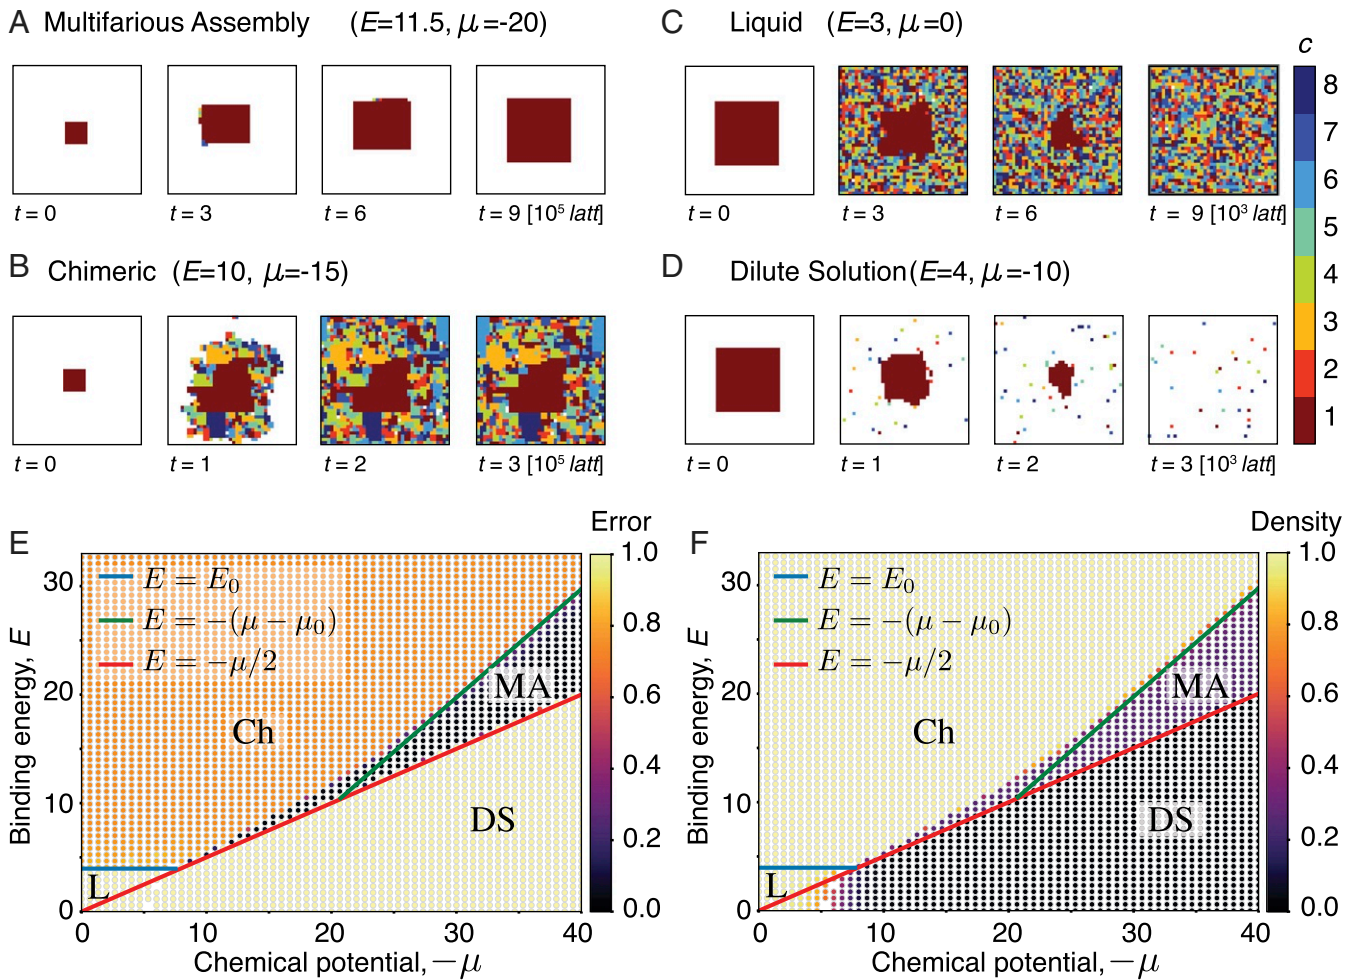 A Multifarious Assembly (E=11.5, μ=-20)
t = 0
t = 3
t = 6
t = 9 [10⁵ latt]
B Chimeric (E=10, μ=-15)
t = 0
t = 1
t = 2
t = 3 [10⁵ latt]
C Liquid (E=3, μ=0)
t = 0
t = 3
t = 6
t = 9 [10³ latt]
D Dilute Solution (E=4, μ=-10)
t = 0
t = 1
t = 2
t = 3 [10³ latt]
c
8
7
6
5
4
3
2
1
E
Error
1.0
0.8
0.6
0.4
0.2
0.0
E = E₀
E = −(μ − μ₀)
E = −μ/2
Ch
MA
DS
L
Binding energy, E
30
20
10
0
0 10 20 30 40
Chemical potential, −μ
F
Density
1.0
0.8
0.6
0.4
0.2
0.0
E = E₀
E = −(μ − μ₀)
E = −μ/2
Ch
MA
DS
L
Binding energy, E
30
20
10
0
0 10 20 30 40
Chemical potential, −μ